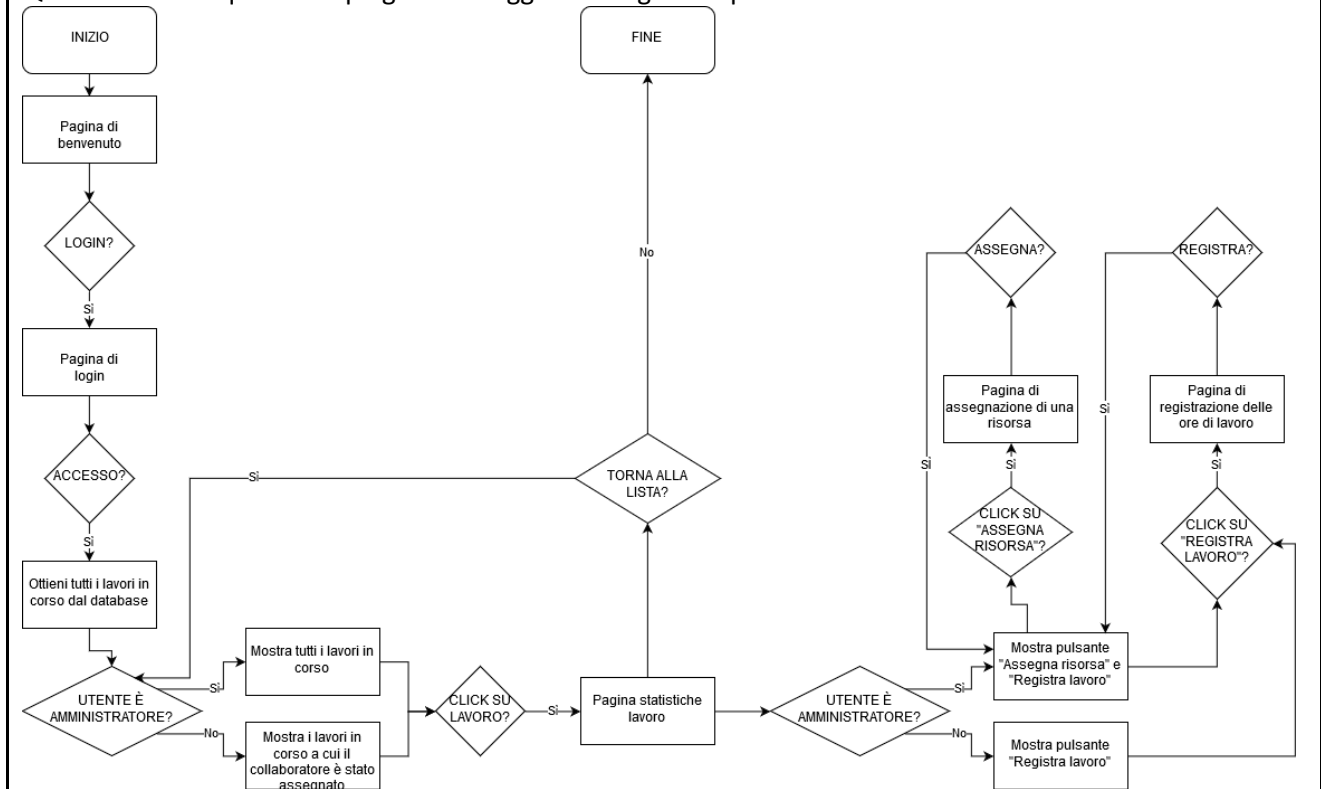 INIZIO
FINE
Pagina di
benvenuto
LOGIN?
Sì
Pagina di
login
ACCESSO?
Sì
Ottieni tutti i lavori in
corso dal database
UTENTE È
AMMINISTRATORE?
Sì
No
Mostra tutti i lavori in
corso
Mostra i lavori in
corso a cui il
collaboratore è stato
assegnato
CLICK SU
LAVORO?
Sì
Pagina statistiche
lavoro
TORNA ALLA
LISTA?
Sì
No
UTENTE È
AMMINISTRATORE?
Sì
No
Mostra pulsante
"Assegna risorsa" e
"Registra lavoro"
Mostra pulsante
"Registra lavoro"
CLICK SU
"ASSEGNA
RISORSA"?
Sì
Pagina di
assegnazione di una
risorsa
ASSEGNA?
Sì
CLICK SU
"REGISTRA
LAVORO"?
Sì
Pagina di
registrazione delle
ore di lavoro
REGISTRA?
Sì